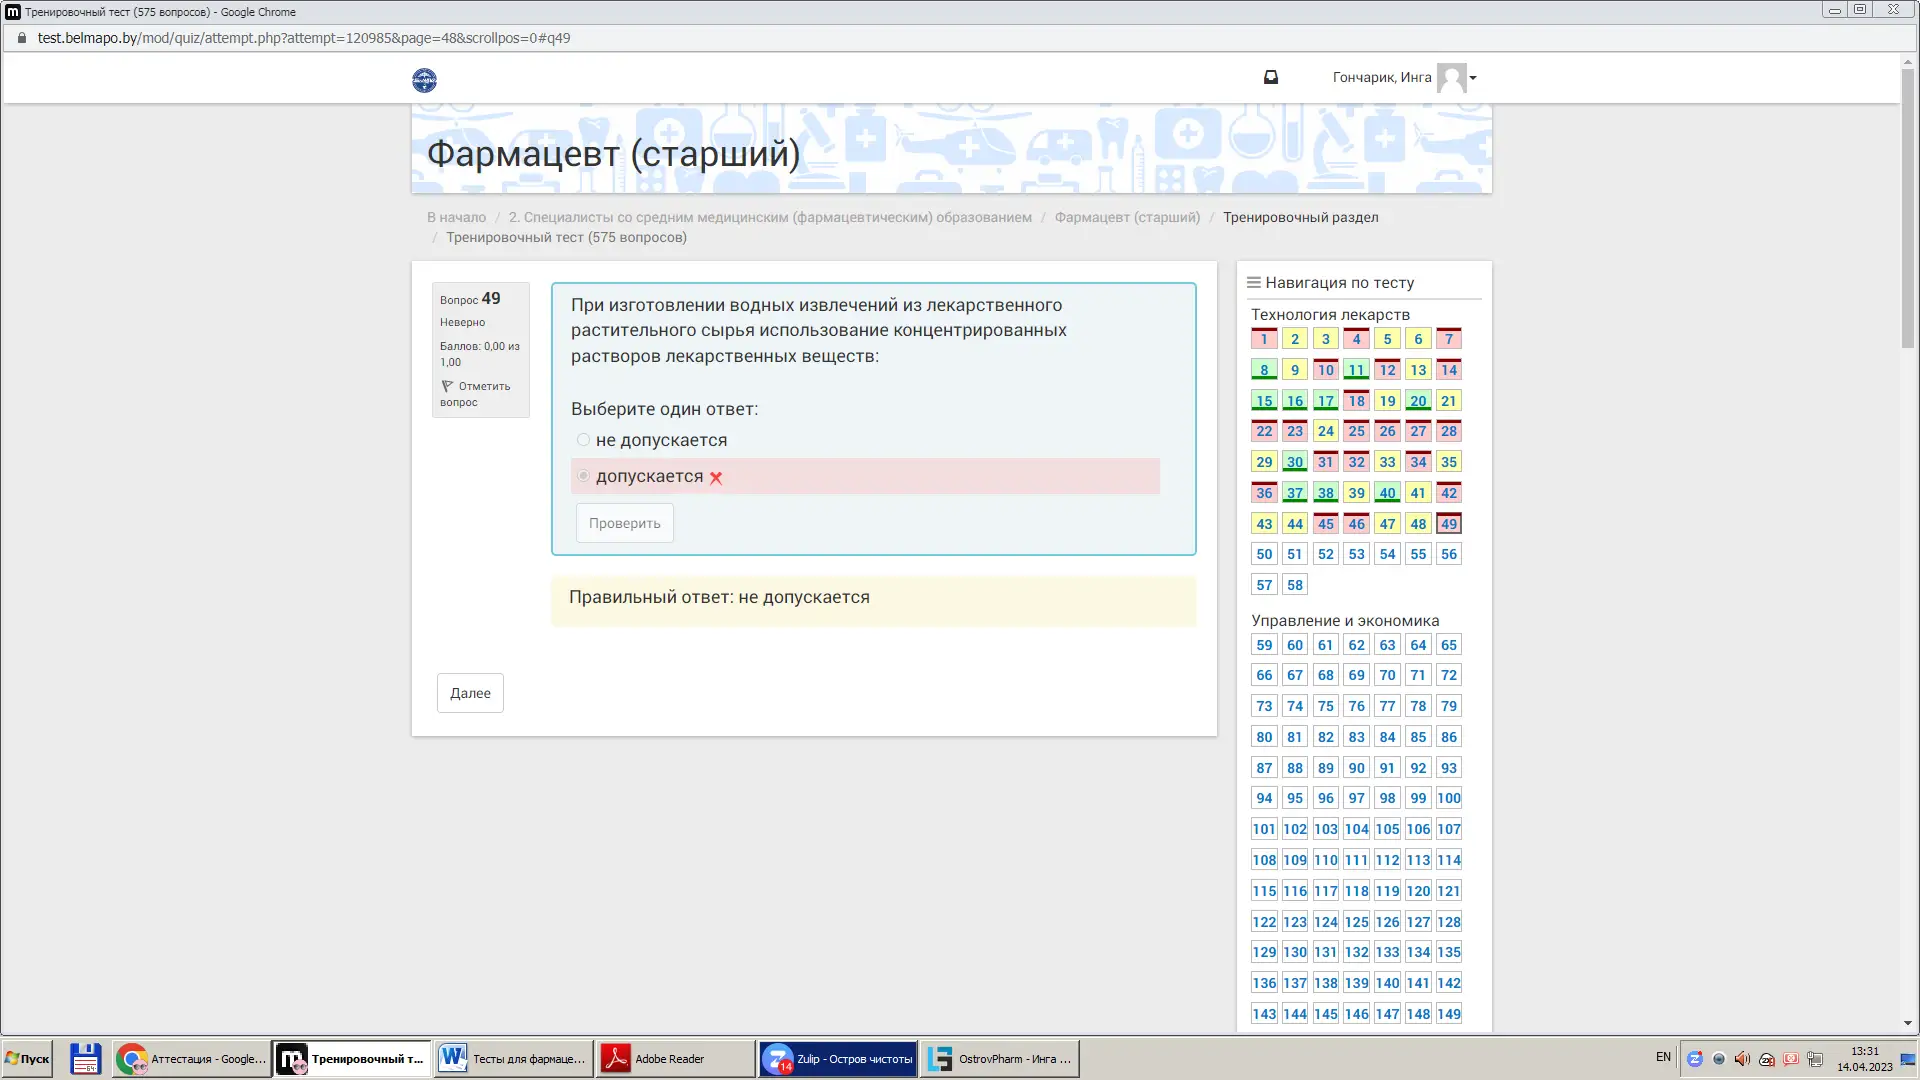 Тренировочный тест (575 вопросов) - Google Chrome
test.belmapo.by/mod/quiz/attempt.php?attempt=120985&page=48&scrollpos=0#q49
Гончарик, Инга
Фармацевт (старший)
В начало / 2. Специалисты со средним медицинским (фармацевтическим) образованием / Фармацевт (старший) / Тренировочный раздел
/ Тренировочный тест (575 вопросов)
Вопрос 49
Неверно
Баллов: 0,00 из
1,00
Отметить
вопрос
При изготовлении водных извлечений из лекарственного
растительного сырья использование концентрированных
растворов лекарственных веществ:
Выберите один ответ:
не допускается
допускается
Проверить
Правильный ответ: не допускается
Далее
Навигация по тесту
Технология лекарств
1 2 3 4 5 6 7
8 9 10 11 12 13 14
15 16 17 18 19 20 21
22 23 24 25 26 27 28
29 30 31 32 33 34 35
36 37 38 39 40 41 42
43 44 45 46 47 48 49
50 51 52 53 54 55 56
57 58
Управление и экономика
59 60 61 62 63 64 65
66 67 68 69 70 71 72
73 74 75 76 77 78 79
80 81 82 83 84 85 86
87 88 89 90 91 92 93
94 95 96 97 98 99 100
101 102 103 104 105 106 107
108 109 110 111 112 113 114
115 116 117 118 119 120 121
122 123 124 125 126 127 128
129 130 131 132 133 134 135
136 137 138 139 140 141 142
143 144 145 146 147 148 149
Пуск
Аттестация - Google...
Тренировочный т...
Тесты для фармаце...
Adobe Reader
14
Zulip - Остров чистоты
OstrovPharm - Инга ...
EN
13:31
14.04.2023